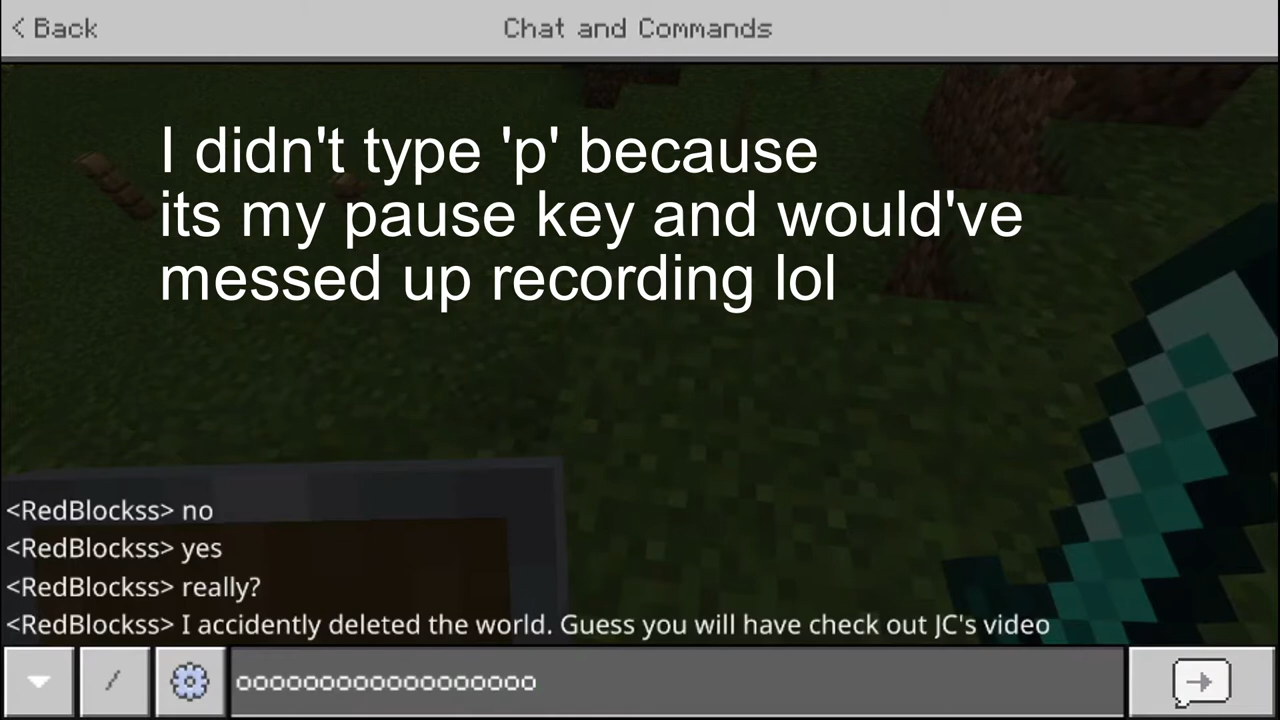 < Back
Chat and Commands
I didn't type 'p' because
its my pause key and would've
messed up recording lol
<RedBlockss> no
<RedBlockss> yes
<RedBlockss> really?
<RedBlockss> I accidently deleted the world. Guess you will have check out JC's video
/
oooooooooooooooooo